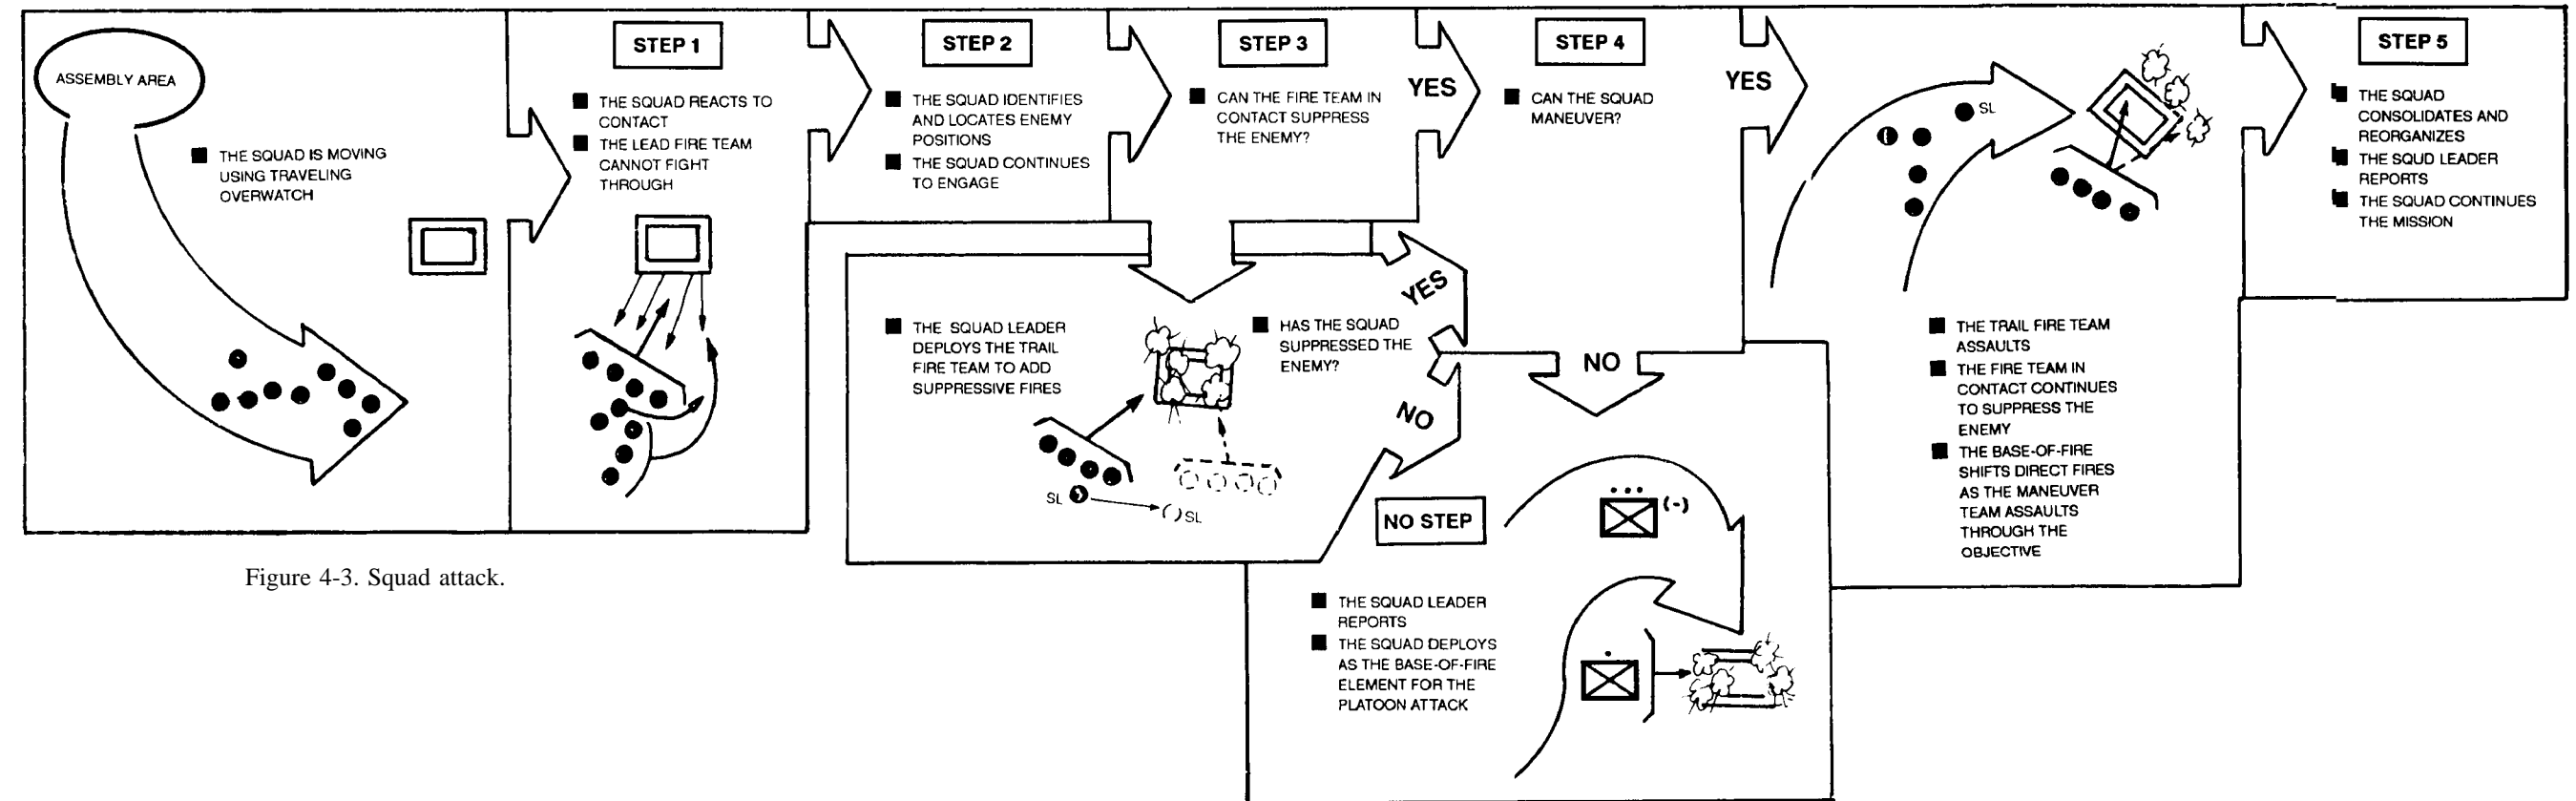 ASSEMBLY AREA
■ THE SQUAD IS MOVING
USING TRAVELING
OVERWATCH
STEP 1
■ THE SQUAD REACTS TO
CONTACT
■ THE LEAD FIRE TEAM
CANNOT FIGHT
THROUGH
STEP 2
■ THE SQUAD IDENTIFIES
AND LOCATES ENEMY
POSITIONS
■ THE SQUAD CONTINUES
TO ENGAGE
STEP 3
■ CAN THE FIRE TEAM IN
CONTACT SUPPRESS
THE ENEMY?
YES
STEP 4
■ CAN THE SQUAD
MANEUVER?
YES
SL
■ THE TRAIL FIRE TEAM
ASSAULTS
■ THE FIRE TEAM IN
CONTACT CONTINUES
TO SUPPRESS THE
ENEMY
■ THE BASE-OF-FIRE
SHIFTS DIRECT FIRES
AS THE MANEUVER
TEAM ASSAULTS
THROUGH THE
OBJECTIVE
STEP 5
■ THE SQUAD
CONSOLIDATES AND
REORGANIZES
■ THE SQUD LEADER
REPORTS
■ THE SQUAD CONTINUES
THE MISSION
■ THE SQUAD LEADER
DEPLOYS THE TRAIL
FIRE TEAM TO ADD
SUPPRESSIVE FIRES
SL
( ) SL
■ HAS THE SQUAD
SUPPRESSED THE
ENEMY?
YES
NO
NO
NO STEP
(-)
■ THE SQUAD LEADER
REPORTS
■ THE SQUAD DEPLOYS
AS THE BASE-OF-FIRE
ELEMENT FOR THE
PLATOON ATTACK
Figure 4-3. Squad attack.